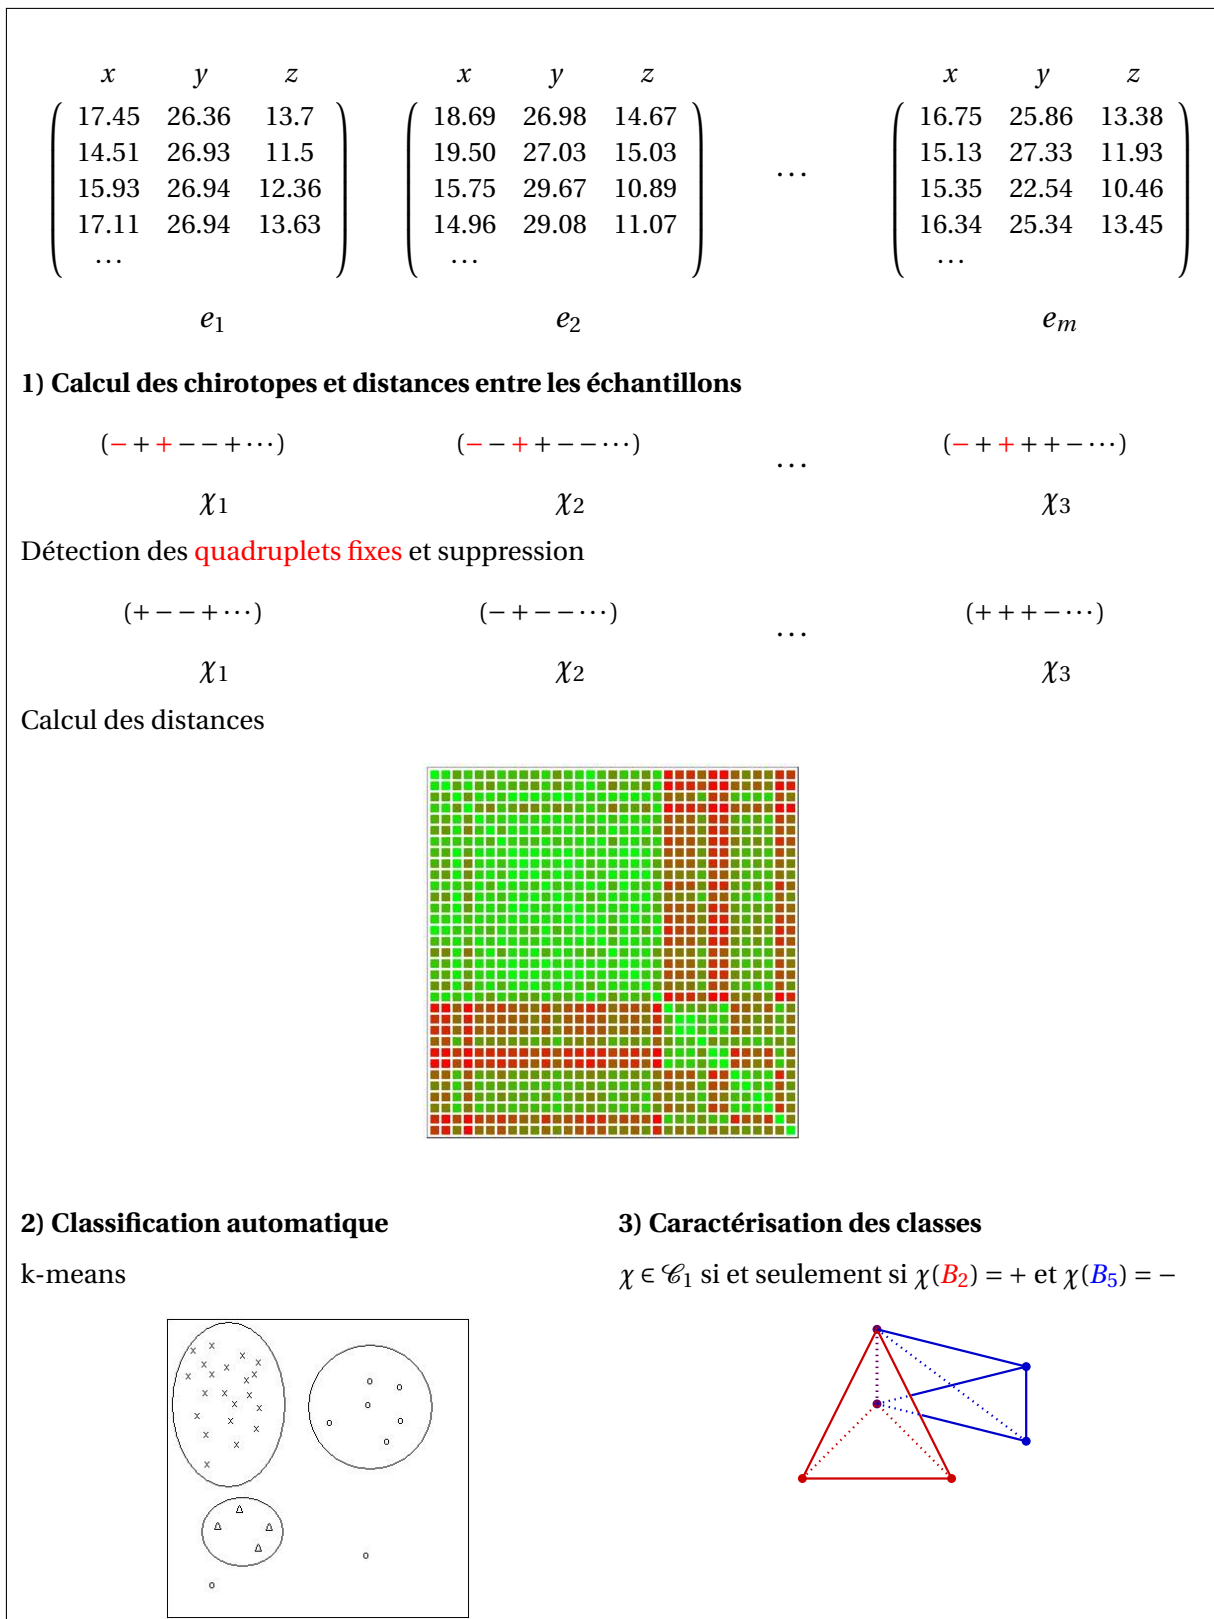 x y z x y z x y z
17.45 26.36 13.7 18.69 26.98 14.67 16.75 25.86 13.38
14.51 26.93 11.5 19.50 27.03 15.03 15.13 27.33 11.93
15.93 26.94 12.36 15.75 29.67 10.89 ... 15.35 22.54 10.46
17.11 26.94 13.63 14.96 29.08 11.07 16.34 25.34 13.45
... ... ...
e₁ e₂ eₘ
1) Calcul des chirotopes et distances entre les échantillons
(− + + − − + ···) (− − + + − − ···) ... (− + + + + − ···)
χ₁ χ₂ χ₃
Détection des quadruplets fixes et suppression
(+ − − + ···) (− + − − ···) ... (+ + + − ···)
χ₁ χ₂ χ₃
Calcul des distances
2) Classification automatique
k-means
3) Caractérisation des classes
χ ∈ 𝒞₁ si et seulement si χ(B₂) = + et χ(B₅) = −